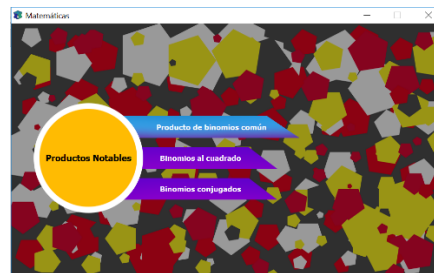 Matemáticas
Producto de binomios común
Productos Notables
Binomios al cuadrado
Binomios conjugados